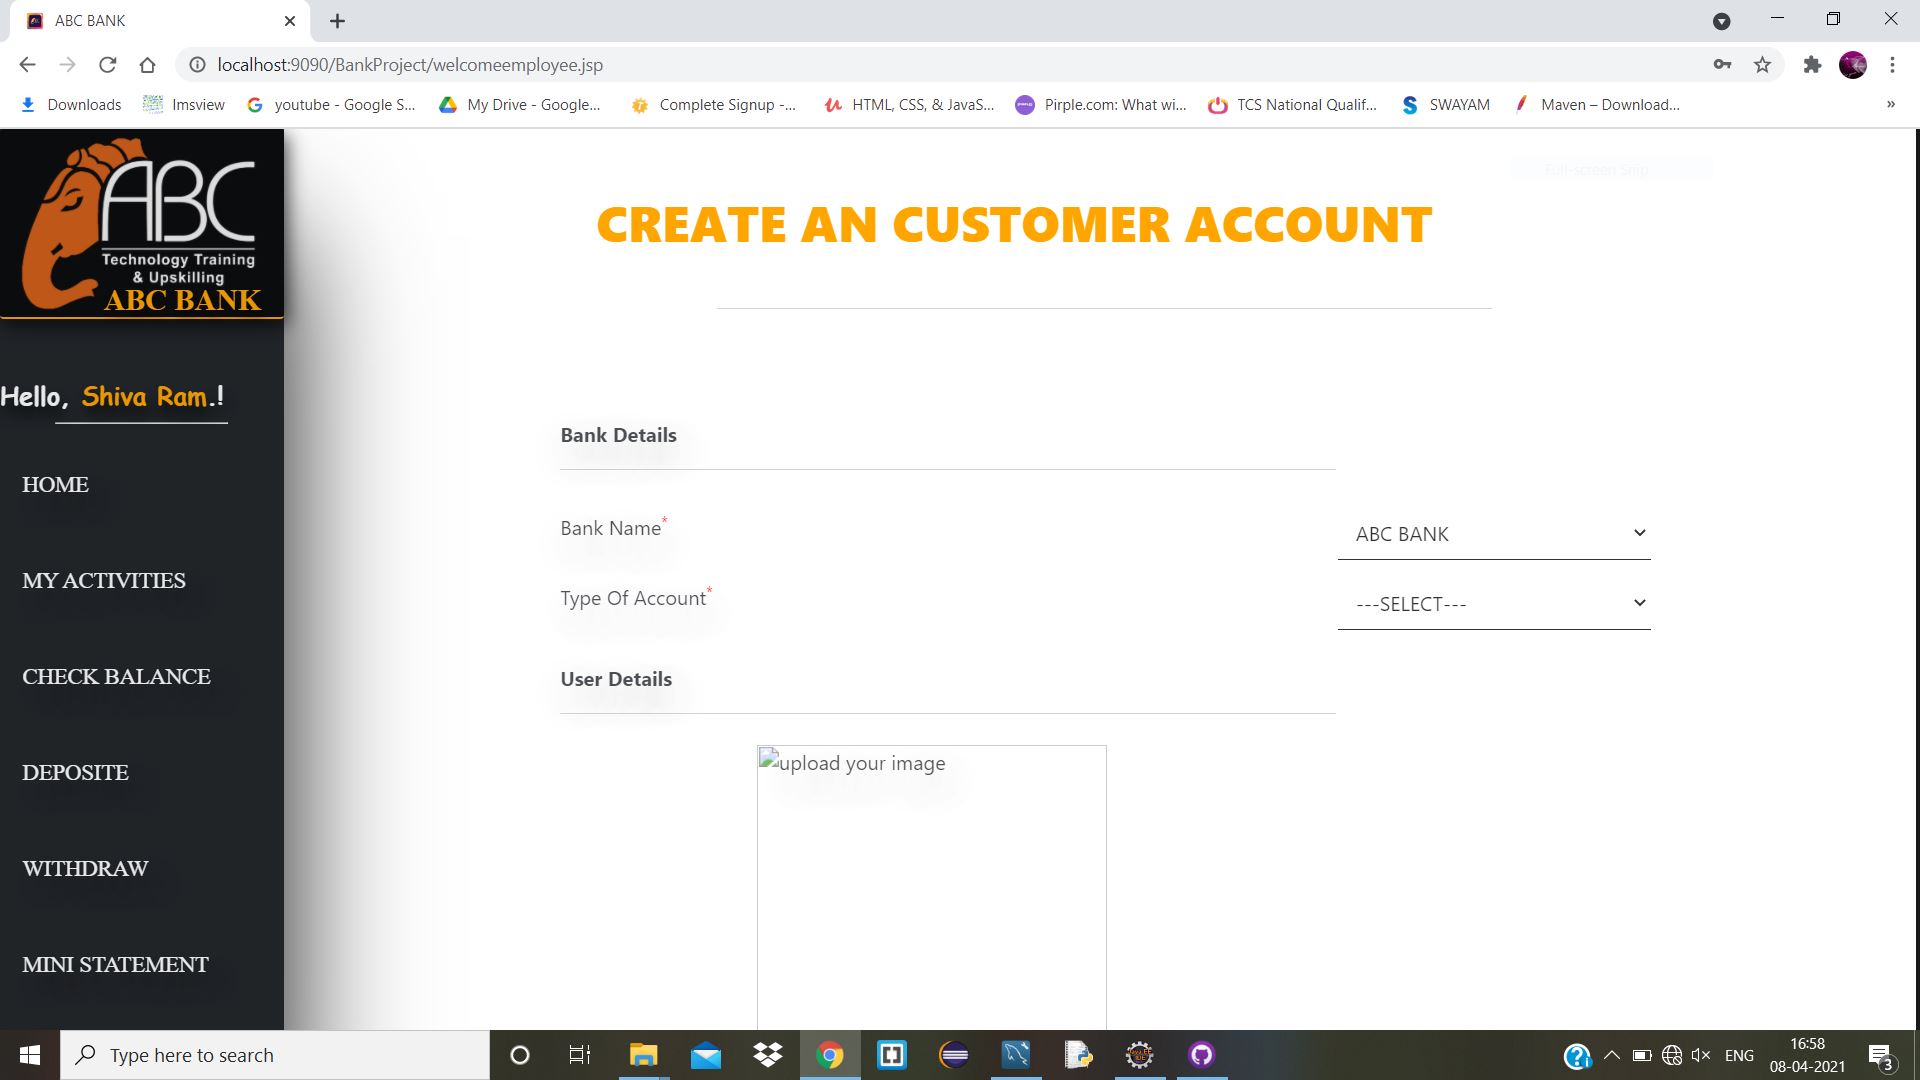 ABC BANK
localhost:9090/BankProject/welcomeemployee.jsp
Downloads
Imsview
youtube - Google S...
My Drive - Google...
Complete Signup -...
HTML, CSS, & JavaS...
Pirple.com: What wi...
TCS National Qualif...
SWAYAM
Maven – Download...
»
ABC
Technology Training
& Upskilling
ABC BANK
Hello, Shiva Ram.!
HOME
MY ACTIVITIES
CHECK BALANCE
DEPOSITE
WITHDRAW
MINI STATEMENT
Full-screen Snip
CREATE AN CUSTOMER ACCOUNT
Bank Details
Bank Name*
ABC BANK
Type Of Account*
---SELECT---
User Details
upload your image
Type here to search
ENG
16:58
08-04-2021
3